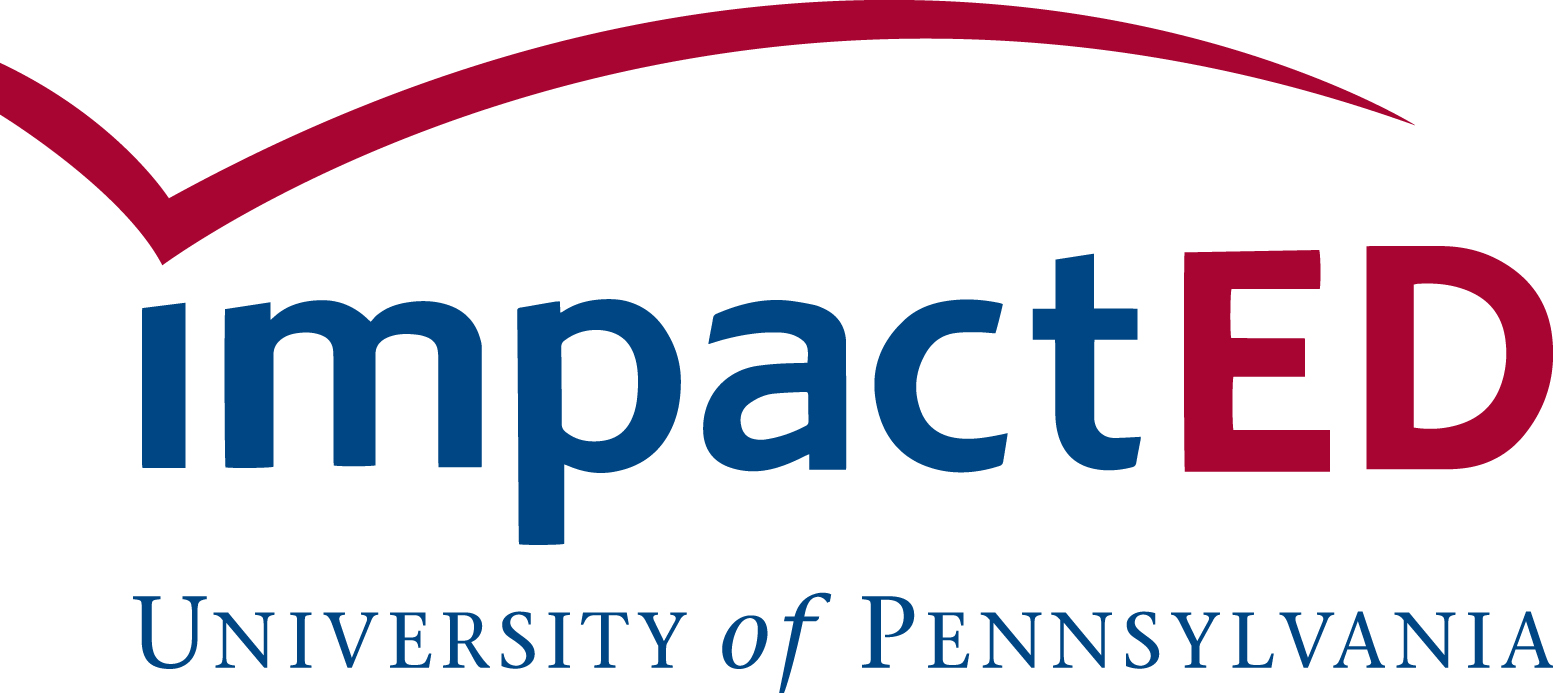 impactED
UNIVERSITY of PENNSYLVANIA